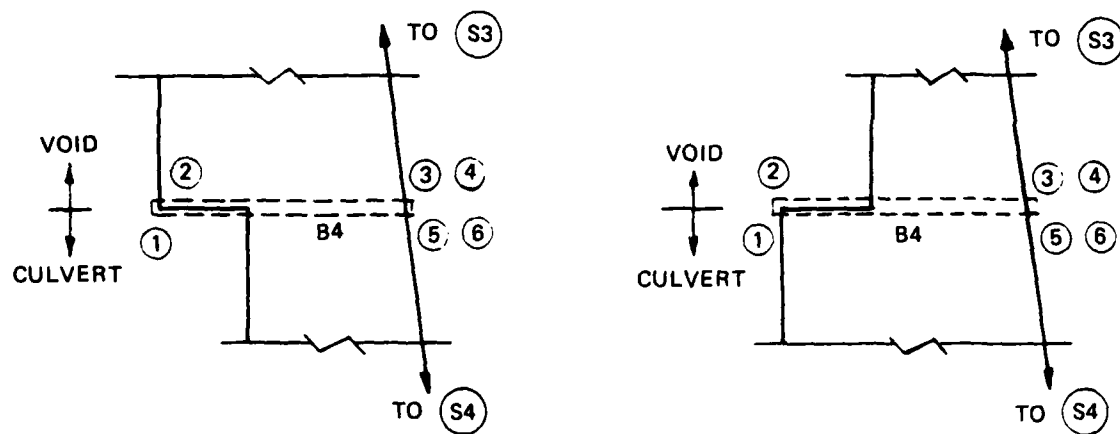 TO S3
VOID
2
3 4
1
B4
5 6
CULVERT
TO S4
TO S3
VOID
2
3 4
1
B4
5 6
CULVERT
TO S4